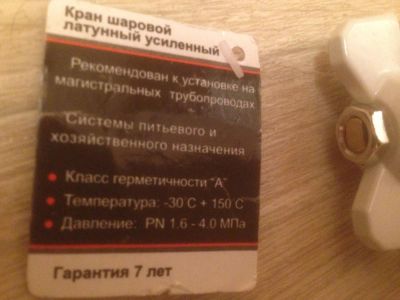 Кран шаровой
латунный усиленный
Рекомендован к установке на
магистральных трубопроводах
Системы питьевого и
хозяйственного назначения
• Класс герметичности "А"
• Температура: -30 С + 150 С
• Давление: PN 1.6 - 4.0 МПа
Гарантия 7 лет